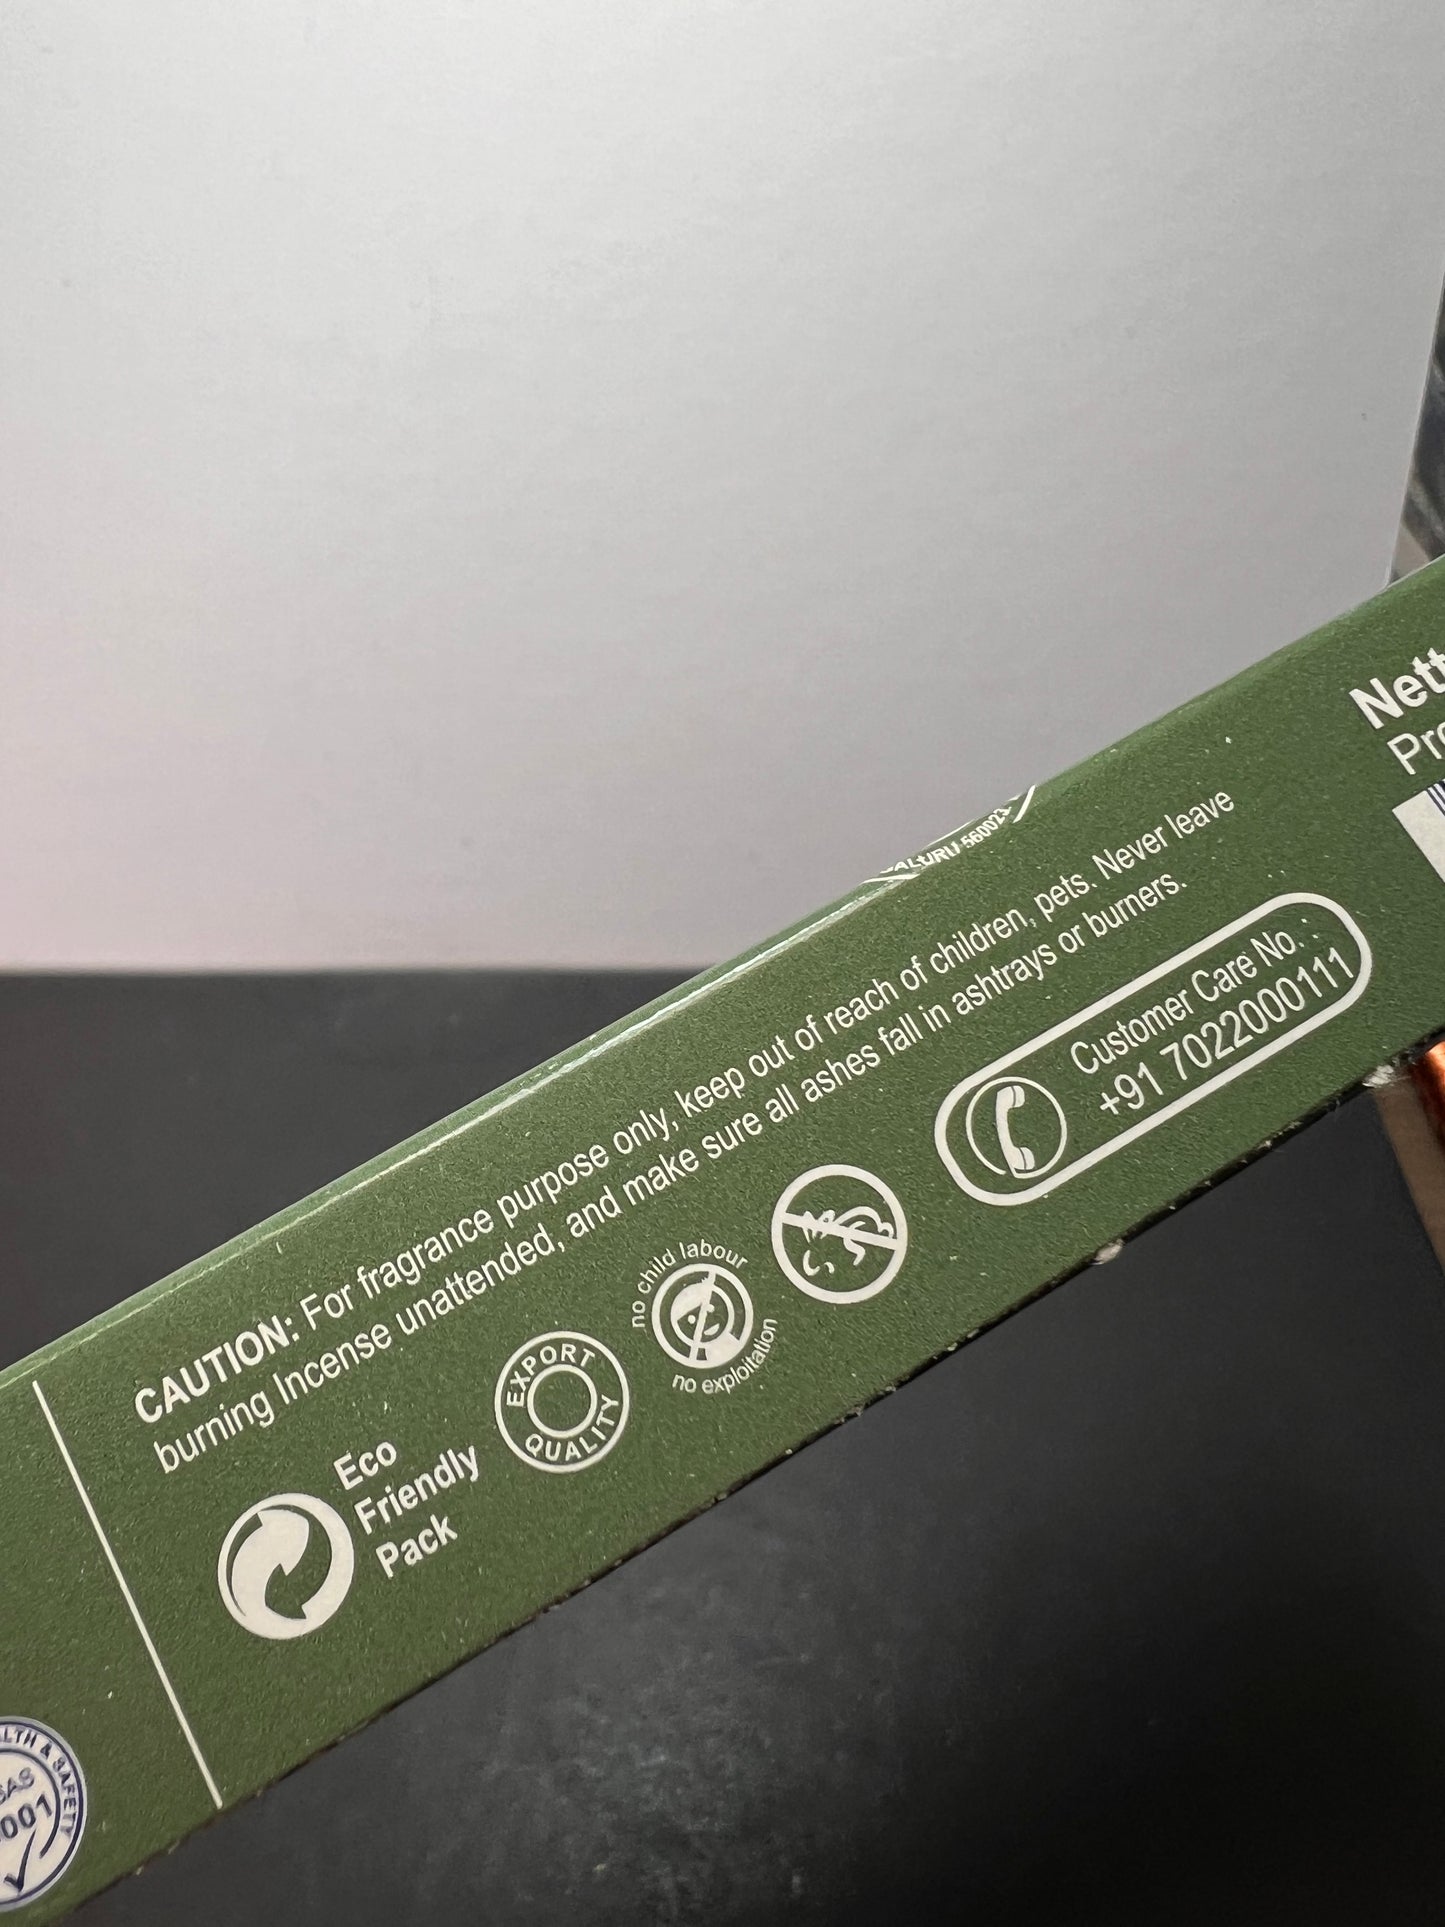 560023
CAUTION: For fragrance purpose only, keep out of reach of children, pets. Never leave
burning Incense unattended, and make sure all ashes fall in ashtrays or burners.
Eco
Friendly
Pack
EXPORT
QUALITY
no child labour
no exploitation
Customer Care No. :
+91 7022000111
& SAFETY